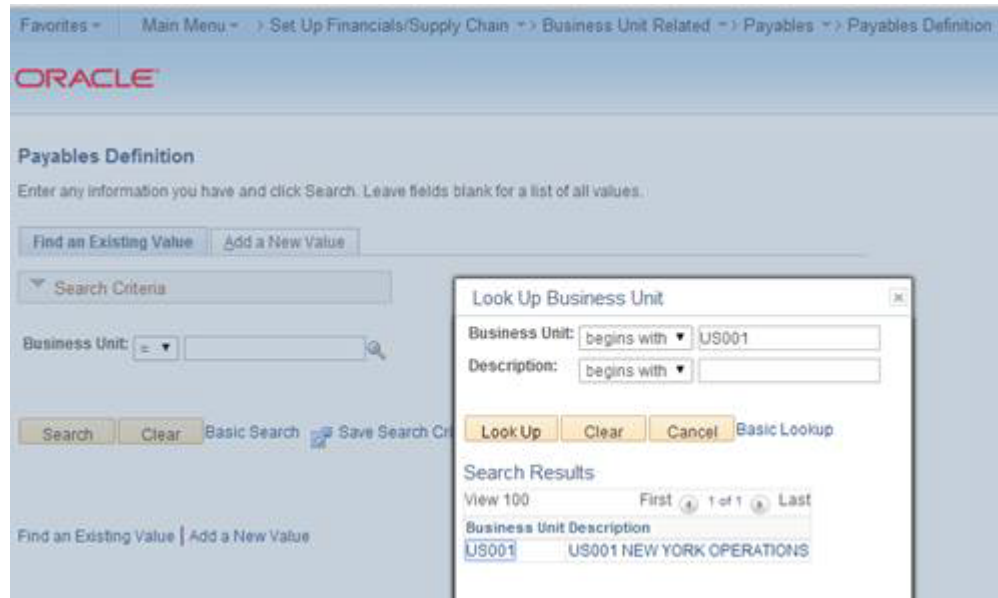 Favorites Main Menu > Set Up Financials/Supply Chain > Business Unit Related > Payables > Payables Definition
ORACLE
Payables Definition
Enter any information you have and click Search. Leave fields blank for a list of all values.
Find an Existing Value Add a New Value
Search Criteria
Business Unit: =
Search Clear Basic Search Save Search Cri
Find an Existing Value | Add a New Value
Look Up Business Unit
Business Unit: begins with US001
Description: begins with
Look Up Clear Cancel Basic Lookup
Search Results
View 100 First 1 of 1 Last
Business Unit Description
US001 US001 NEW YORK OPERATIONS